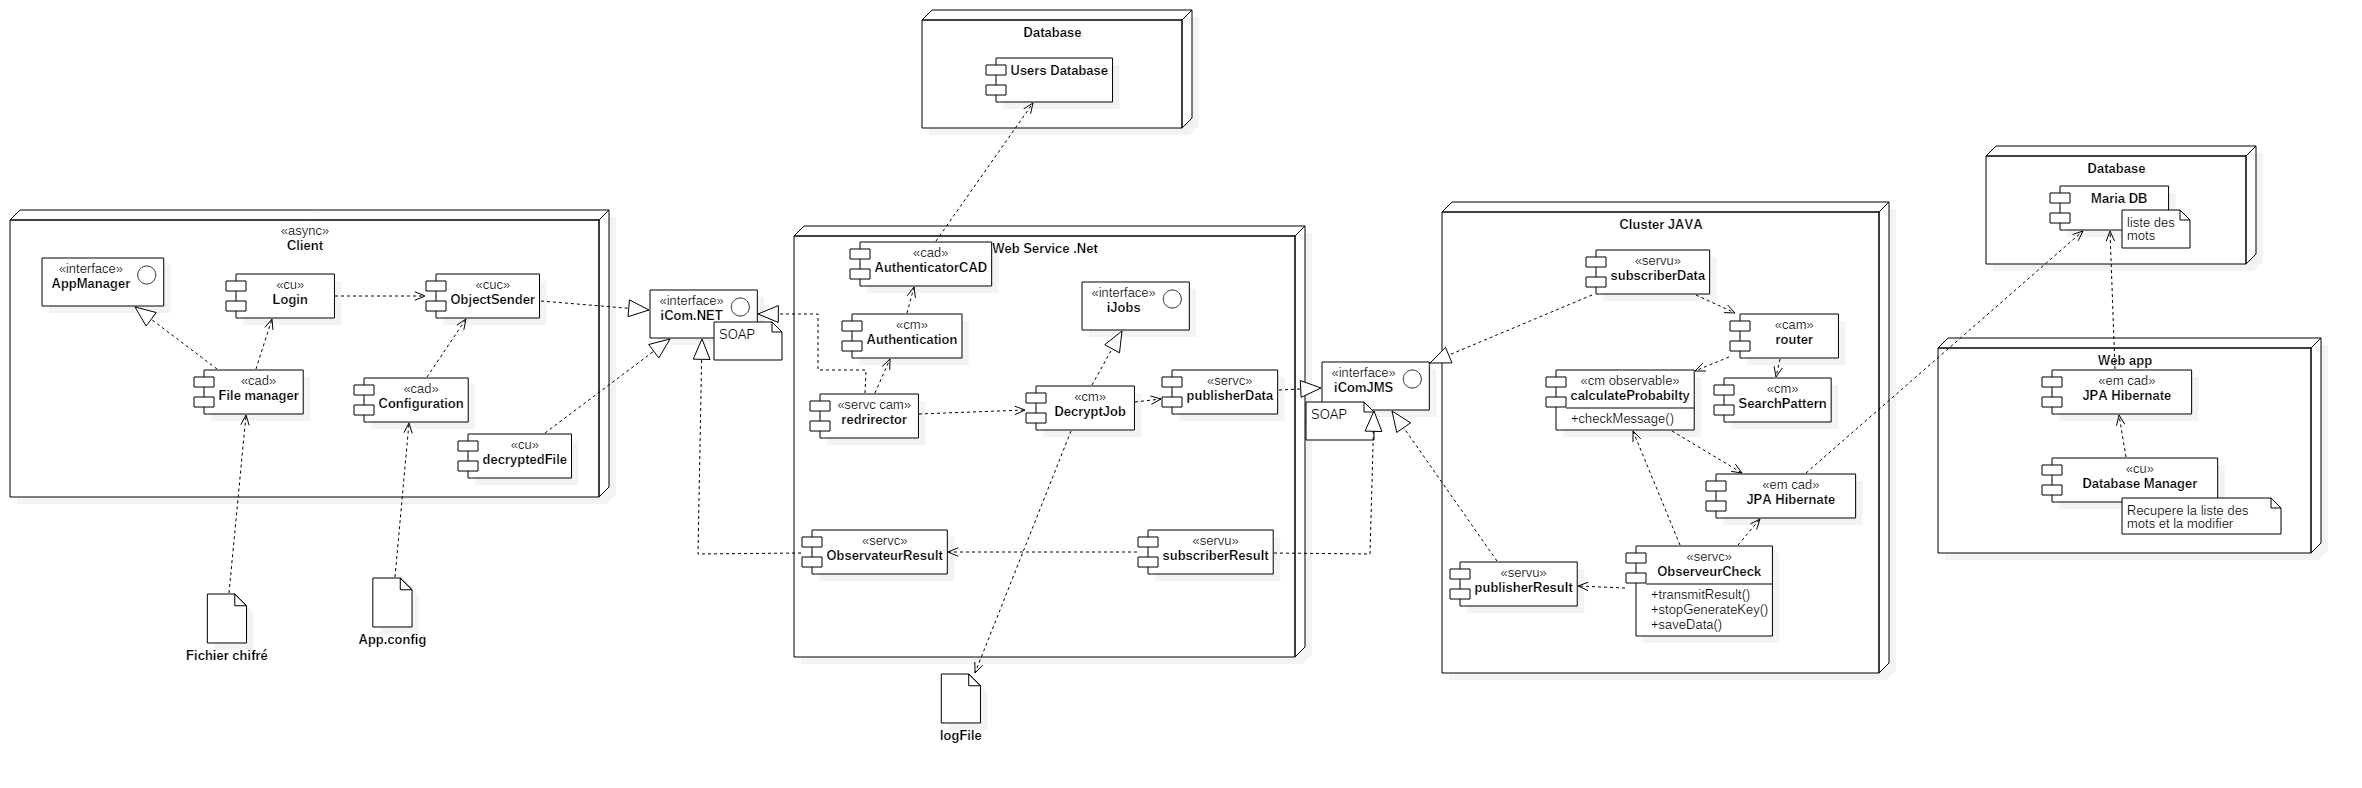 Database
Users Database
«async»
Client
«interface»
AppManager
«cu»
Login
«cuc»
ObjectSender
«cad»
File manager
«cad»
Configuration
«cu»
decryptedFile
Fichier chifré
App.config
«interface»
iCom.NET
SOAP
Web Service .Net
«cad»
AuthenticatorCAD
«cm»
Authentication
«interface»
iJobs
«servc cam»
redrirector
«cm»
DecryptJob
«servc»
publisherData
«servc»
ObservateurResult
«servu»
subscriberResult
logFile
«interface»
iComJMS
SOAP
Cluster JAVA
«servu»
subscriberData
«cam»
router
«cm observable»
calculateProbabilty
+checkMessage()
«cm»
SearchPattern
«em cad»
JPA Hibernate
«servc»
ObserveurCheck
+transmitResult()
+stopGenerateKey()
+saveData()
«servu»
publisherResult
Database
Maria DB
liste des
mots
Web app
«em cad»
JPA Hibernate
«cu»
Database Manager
Recupere la liste des
mots et la modifier